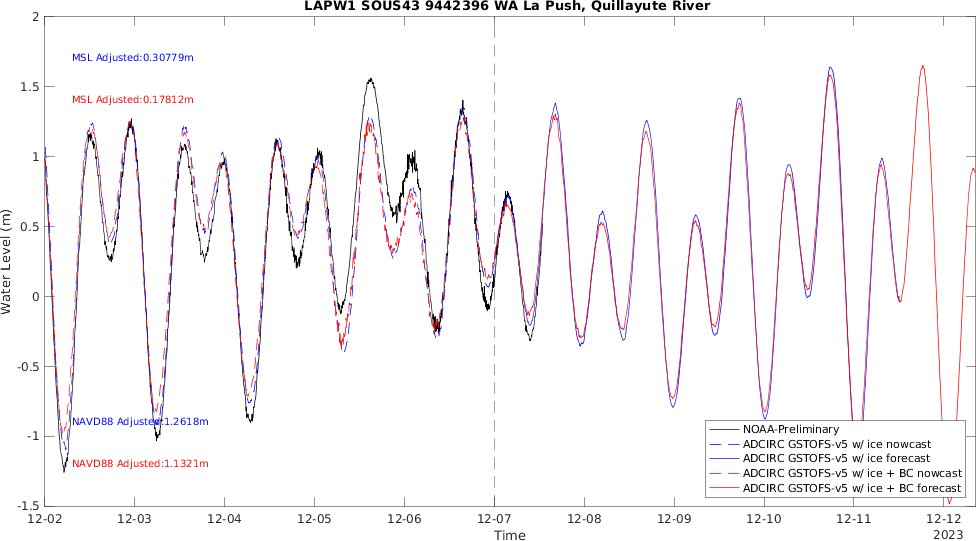 LAPW1 SOUS43 9442396 WA La Push, Quillayute River
2
1.5
1
0.5
0
-0.5
-1
-1.5
Water Level (m)
MSL Adjusted:0.30779m
MSL Adjusted:0.17812m
NAVD88 Adjusted:1.2618m
NAVD88 Adjusted:1.1321m
NOAA-Preliminary
ADCIRC GSTOFS-v5 w/ ice nowcast
ADCIRC GSTOFS-v5 w/ ice forecast
ADCIRC GSTOFS-v5 w/ ice + BC nowcast
ADCIRC GSTOFS-v5 w/ ice + BC forecast
12-02 12-03 12-04 12-05 12-06 12-07 12-08 12-09 12-10 12-11 12-12
Time
2023